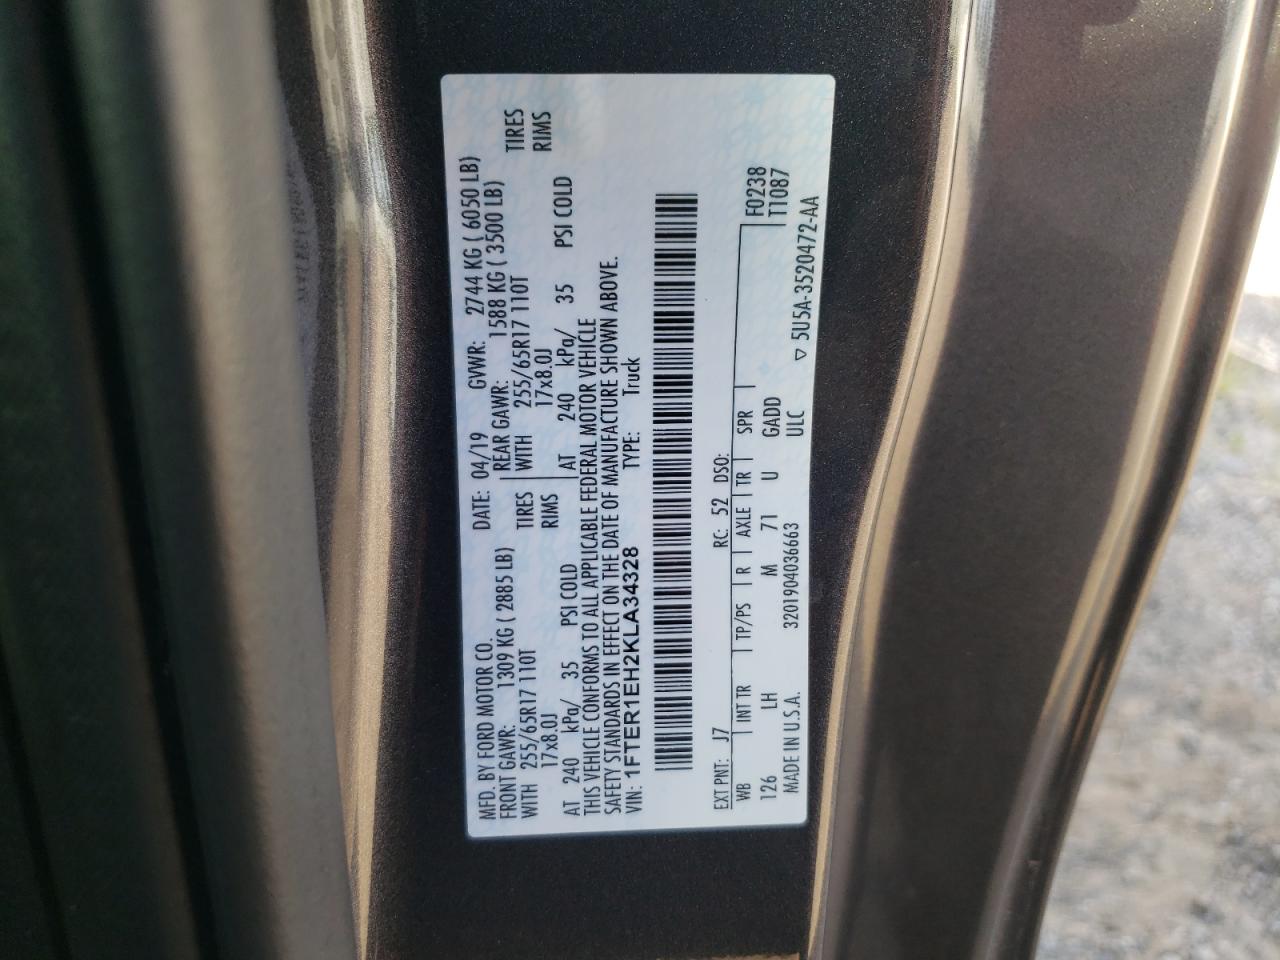 MFD. BY FORD MOTOR CO.
DATE: 04/19 GVWR: 2744 KG ( 6050 LB)
FRONT GAWR: 1309 KG ( 2885 LB)
REAR GAWR: 1588 KG ( 3500 LB)
WITH 255/65R17 110T TIRES
WITH 255/65R17 110T TIRES
17x8.0J RIMS
17x8.0J RIMS
AT 240 kPa/ 35 PSI COLD
AT 240 kPa/ 35 PSI COLD
THIS VEHICLE CONFORMS TO ALL APPLICABLE FEDERAL MOTOR VEHICLE
SAFETY STANDARDS IN EFFECT ON THE DATE OF MANUFACTURE SHOWN ABOVE.
VIN: 1FTER1EH2KLA34328 TYPE: Truck
EXT PNT: J7 RC: 52 DSO:
WB INT TR TP/PS R AXLE TR SPR
F0238
T1087
126 LH M 71 U GADD
ULC
MADE IN U.S.A. 3201904036663
▽ 5U5A-3520472-AA